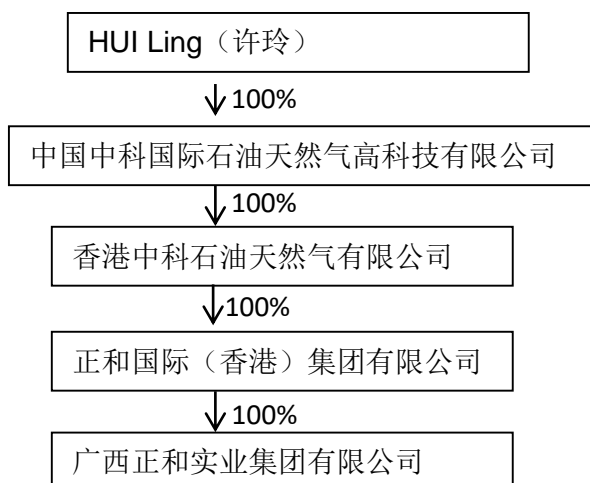 HUI Ling（许玲）
100%
中国中科国际石油天然气高科技有限公司
100%
香港中科石油天然气有限公司
100%
正和国际（香港）集团有限公司
100%
广西正和实业集团有限公司